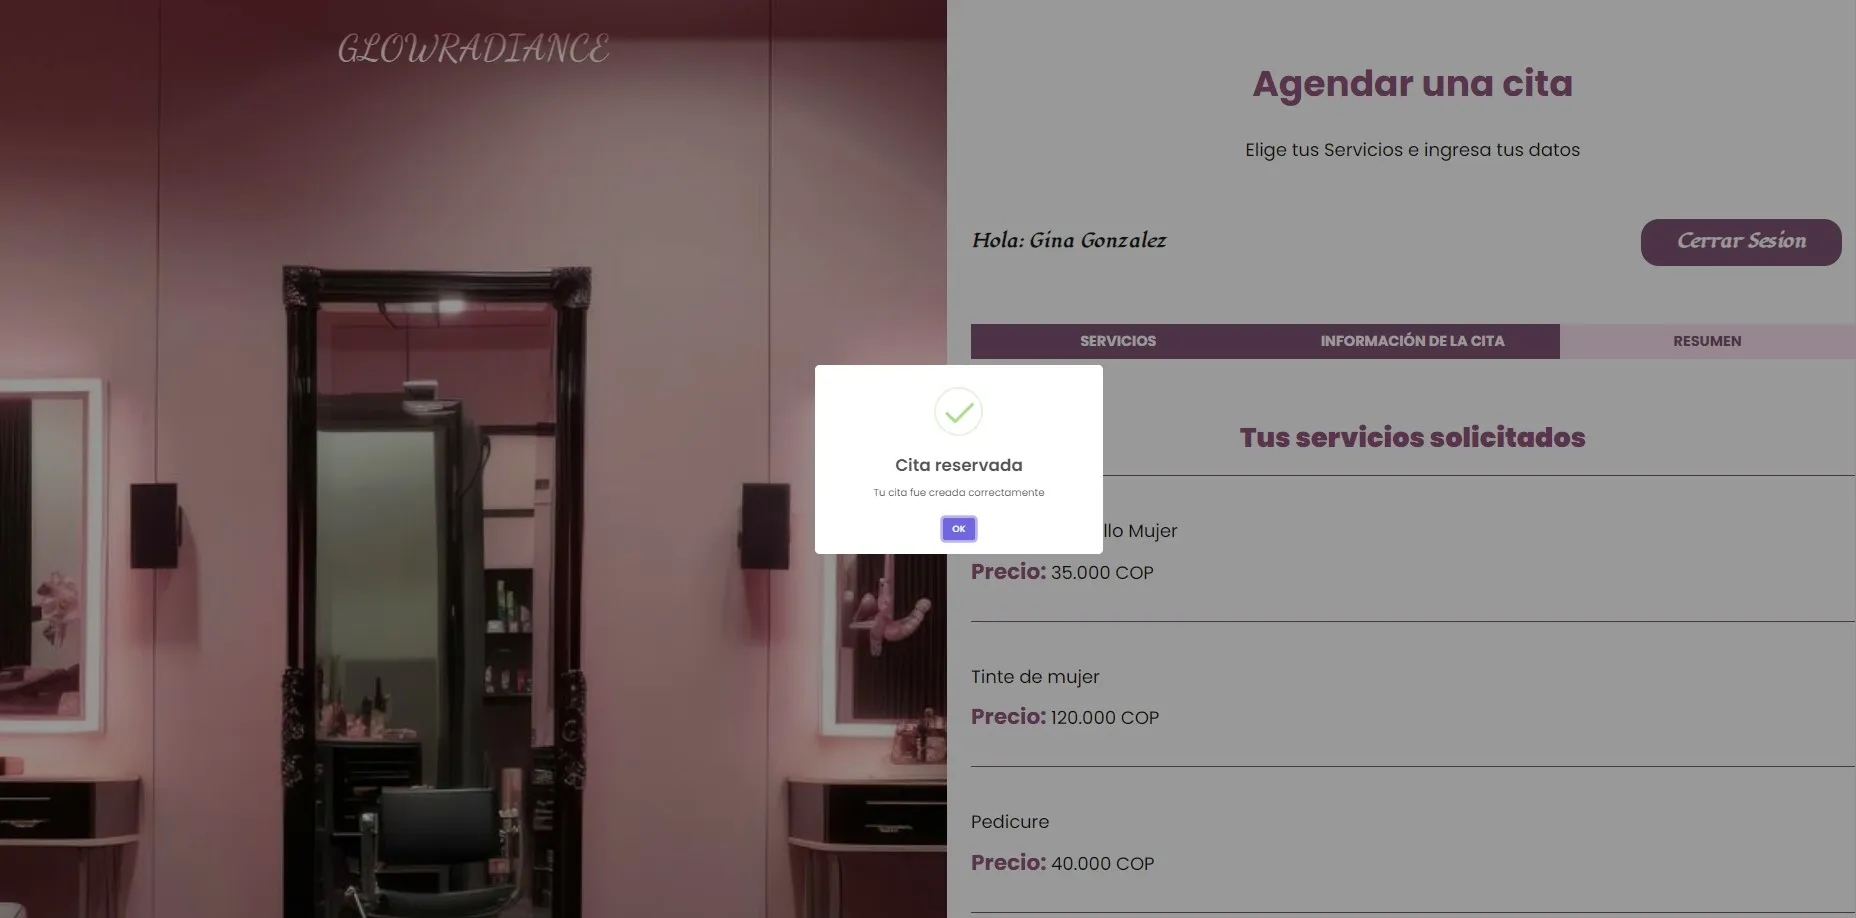 GLOWRADIANCE
Agendar una cita
Elige tus Servicios e ingresa tus datos
Hola: Gina Gonzalez
Cerrar Sesion
SERVICIOS
INFORMACIÓN DE LA CITA
RESUMEN
Tus servicios solicitados
Cita reservada
Tu cita fue creada correctamente
OK
llo Mujer
Precio: 35.000 COP
Tinte de mujer
Precio: 120.000 COP
Pedicure
Precio: 40.000 COP